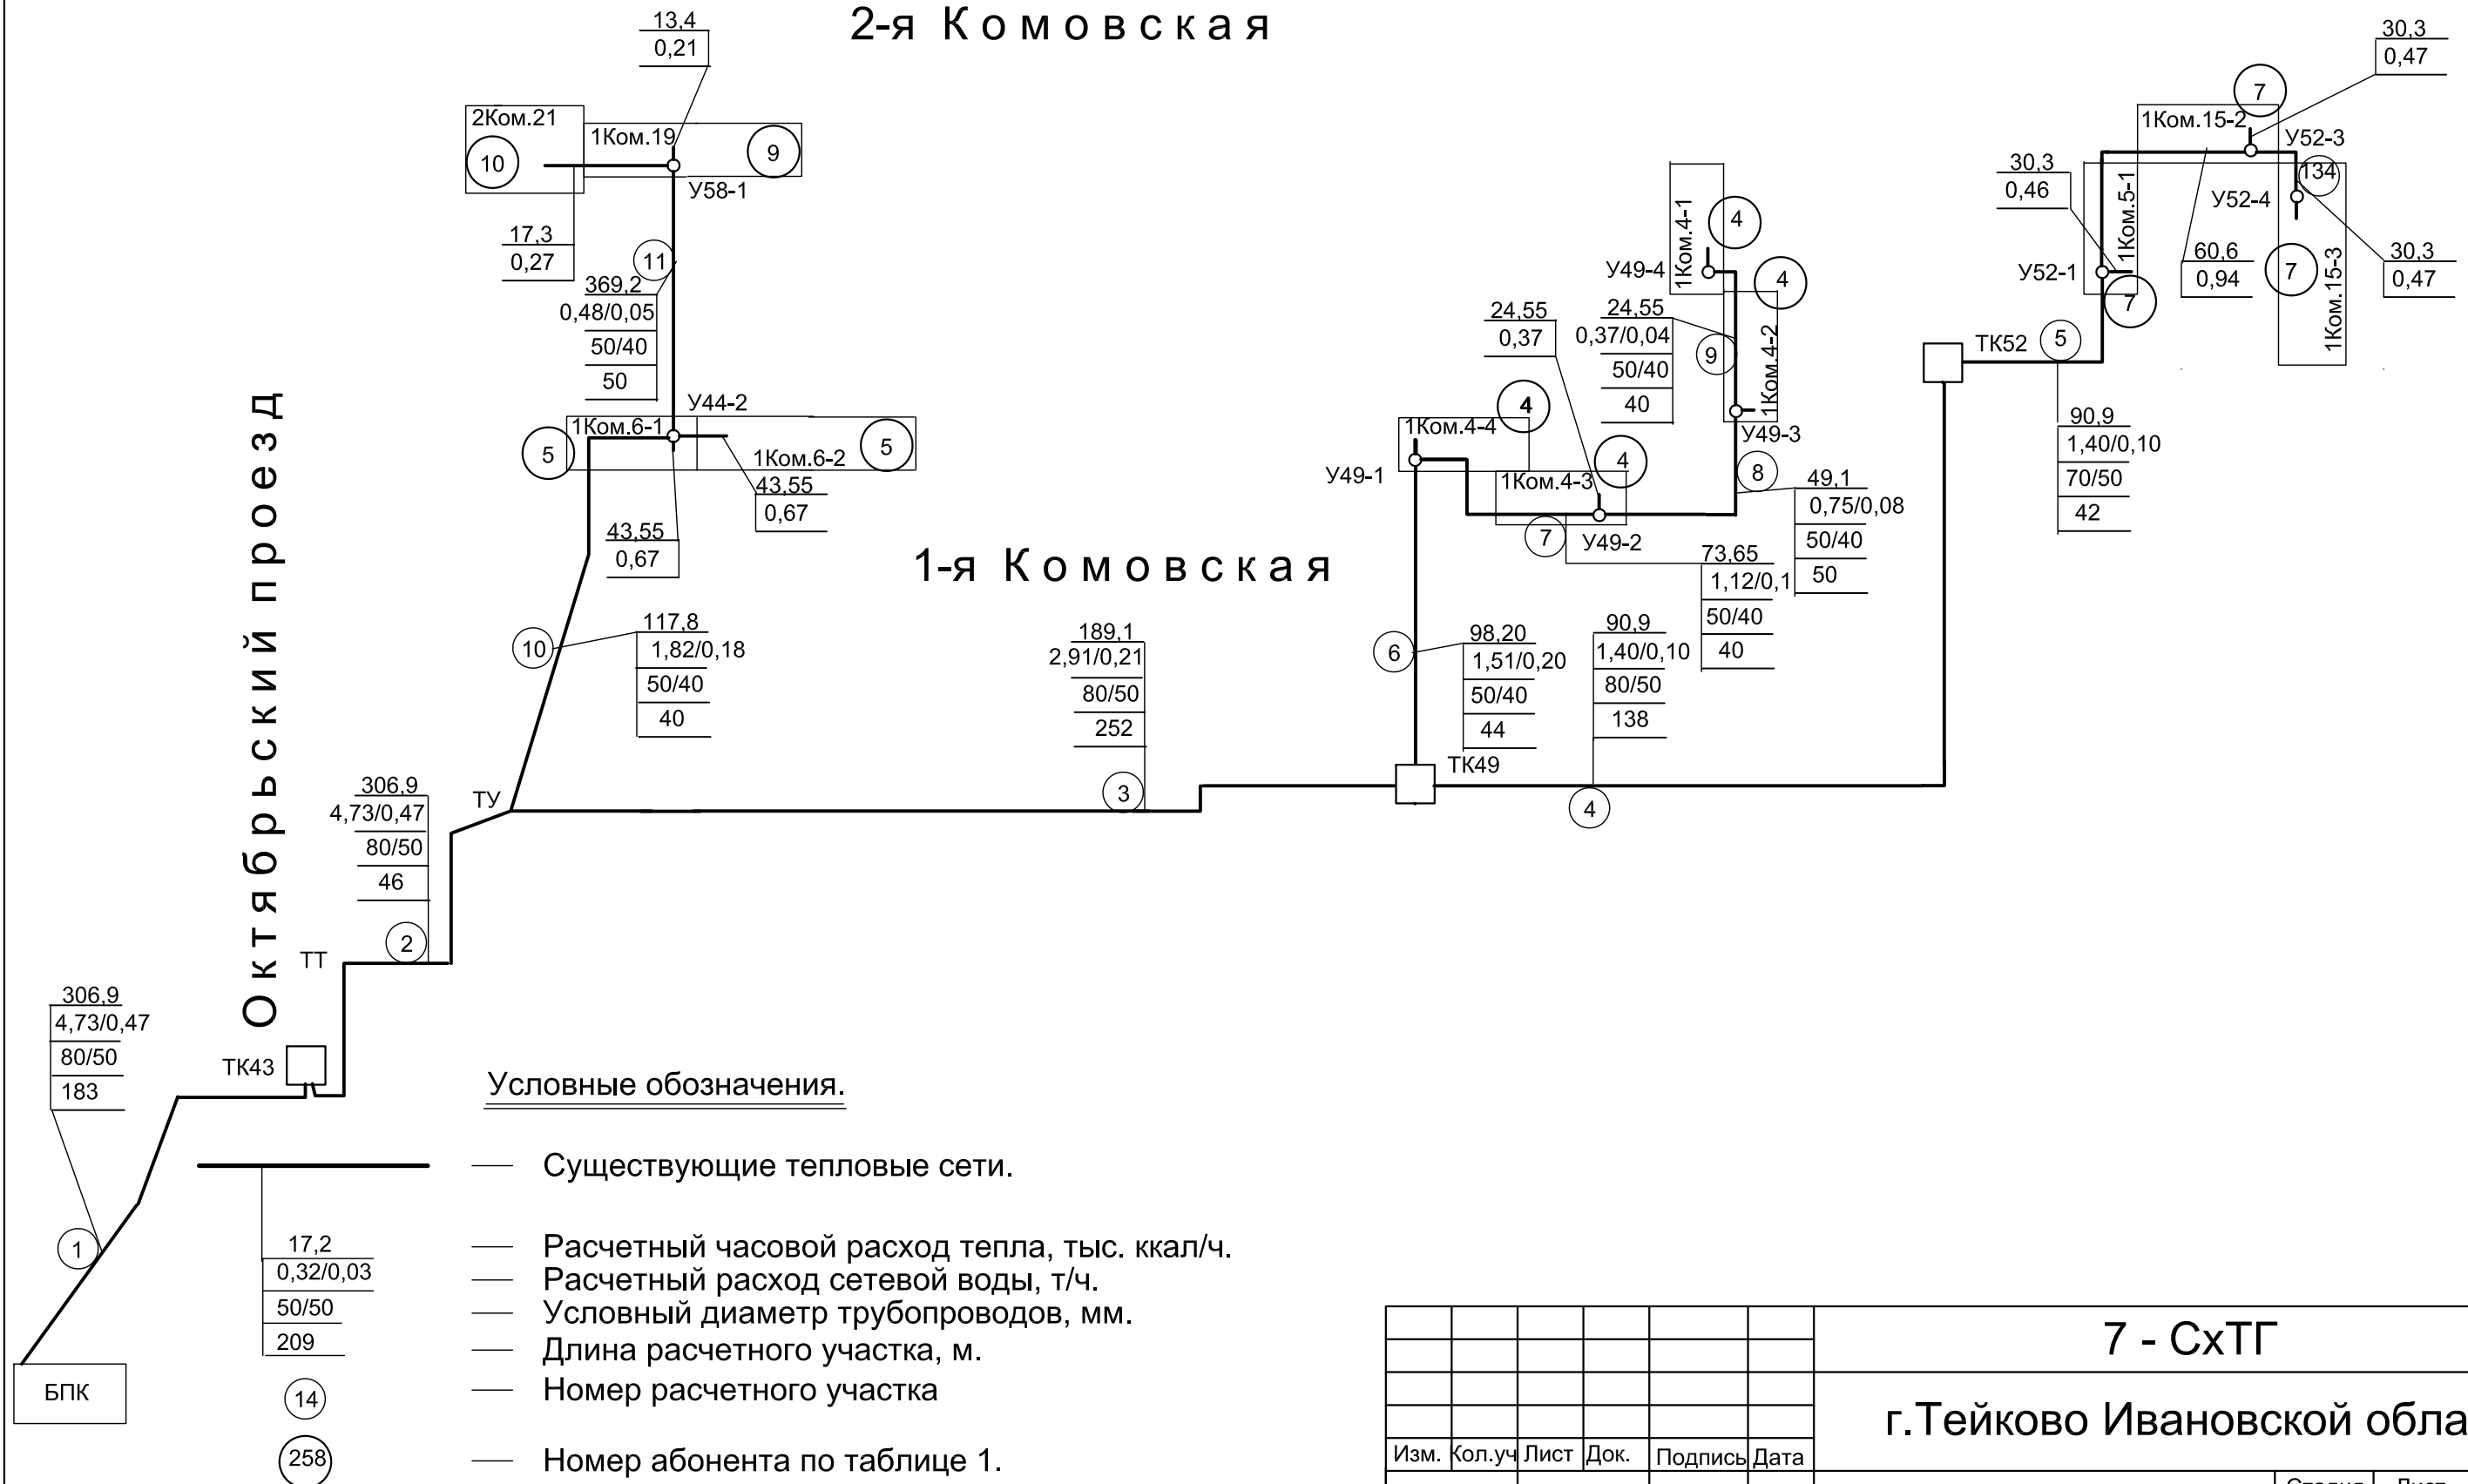 2-я Комовская
13,4
0,21
30,3
0,47
2Ком.21
10
1Ком.19
9
У58-1
17,3
0,27
11
369,2
0,48/0,05
50/40
50
У44-2
1Ком.6-1
5
1Ком.6-2
5
43,55
0,67
43,55
0,67
7
1Ком.15-2
У52-3
134
У52-4
30,3
0,46
1Ком.5-1
У52-1
7
60,6
0,94
7
1Ком.15-3
30,3
0,47
1Ком.4-1
4
У49-4
4
1Ком.4-2
24,55
0,37
24,55
0,37/0,04
50/40
40
9
У49-3
8
ТК52
5
90,9
1,40/0,10
70/50
42
4
1Ком.4-4
У49-1
4
1Ком.4-3
7
У49-2
49,1
0,75/0,08
50/40
50
73,65
1,12/0,1
50/40
40
Октябрьский проезд
1-я Комовская
10
117,8
1,82/0,18
50/40
40
189,1
2,91/0,21
80/50
252
6
98,20
1,51/0,20
50/40
44
90,9
1,40/0,10
80/50
138
ТК49
3
4
ТУ
306,9
4,73/0,47
80/50
46
2
ТТ
306,9
4,73/0,47
80/50
183
ТК43
1
БПК
Условные обозначения.
Существующие тепловые сети.
17,2
Расчетный часовой расход тепла, тыс. ккал/ч.
0,32/0,03
Расчетный расход сетевой воды, т/ч.
50/50
Условный диаметр трубопроводов, мм.
209
Длина расчетного участка, м.
14
Номер расчетного участка
258
Номер абонента по таблице 1.
7 - СхТГ
г.Тейково Ивановской обла
Изм. Кол.уч Лист Док. Подпись Дата